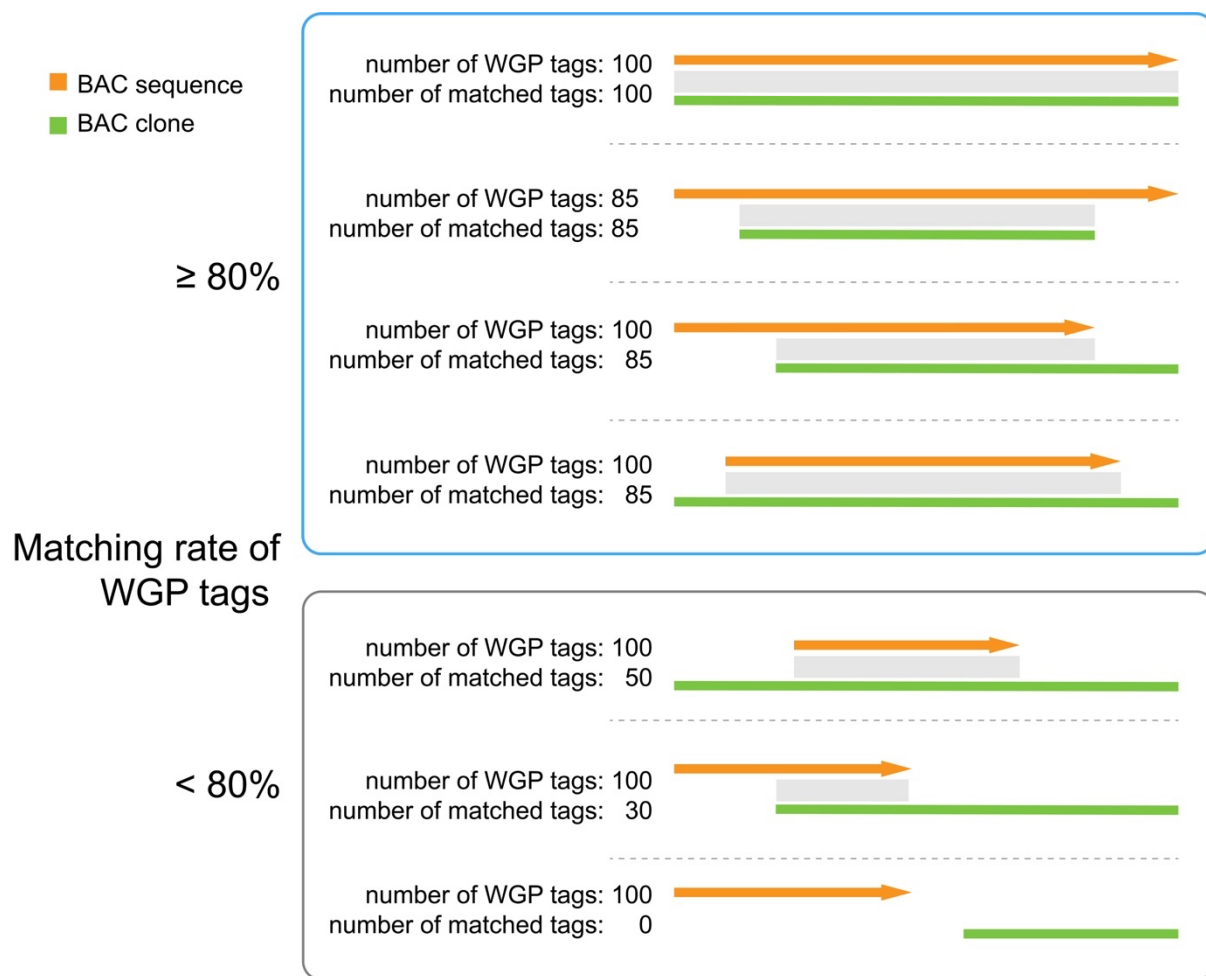 BAC sequence
BAC clone
number of WGP tags: 100
number of matched tags: 100
number of WGP tags: 85
number of matched tags: 85
≥ 80%
number of WGP tags: 100
number of matched tags: 85
number of WGP tags: 100
number of matched tags: 85
Matching rate of
WGP tags
number of WGP tags: 100
number of matched tags: 50
< 80%
number of WGP tags: 100
number of matched tags: 30
number of WGP tags: 100
number of matched tags: 0